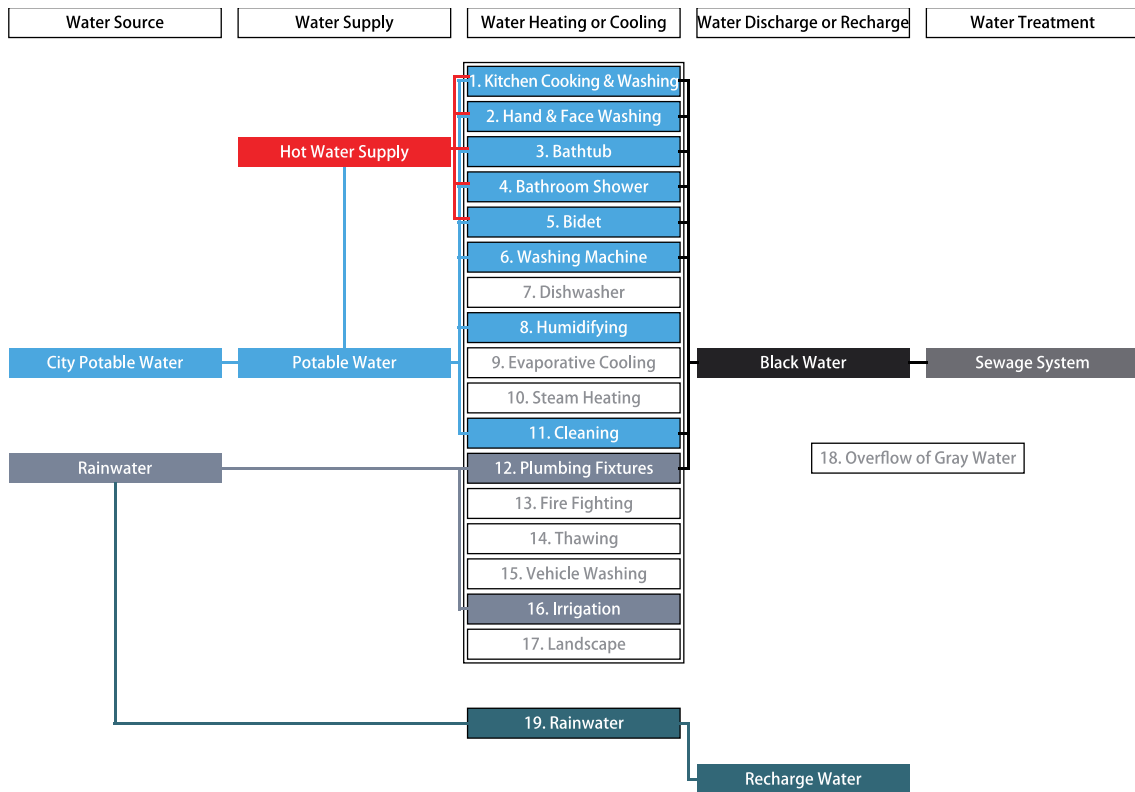 Water Source
Water Supply
Water Heating or Cooling
Water Discharge or Recharge
Water Treatment
1. Kitchen Cooking & Washing
2. Hand & Face Washing
Hot Water Supply
3. Bathtub
4. Bathroom Shower
5. Bidet
6. Washing Machine
7. Dishwasher
8. Humidifying
City Potable Water
Potable Water
9. Evaporative Cooling
Black Water
Sewage System
10. Steam Heating
11. Cleaning
Rainwater
12. Plumbing Fixtures
18. Overflow of Gray Water
13. Fire Fighting
14. Thawing
15. Vehicle Washing
16. Irrigation
17. Landscape
19. Rainwater
Recharge Water